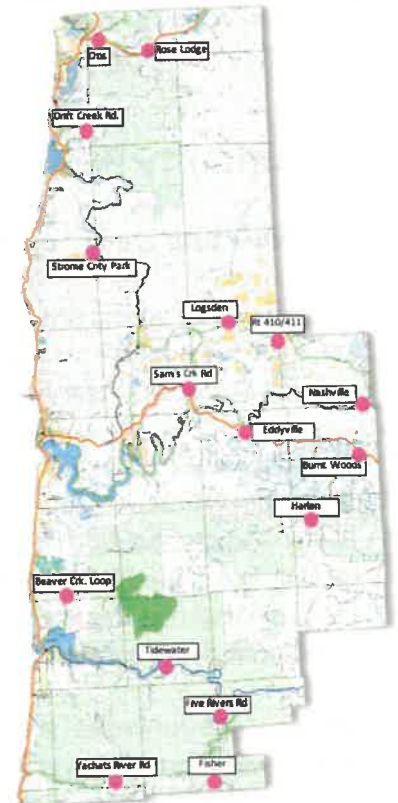 Otis
Rose Lodge
Drift Creek Rd.
Strome Cnty Park
Logsden
Rt 410/411
Sam's Crk Rd
Nashville
Eddyville
Burnt Woods
Harlan
Beaver Crk. Loop
Tidewater
Five Rivers Rd
Yachats River Rd
Fisher